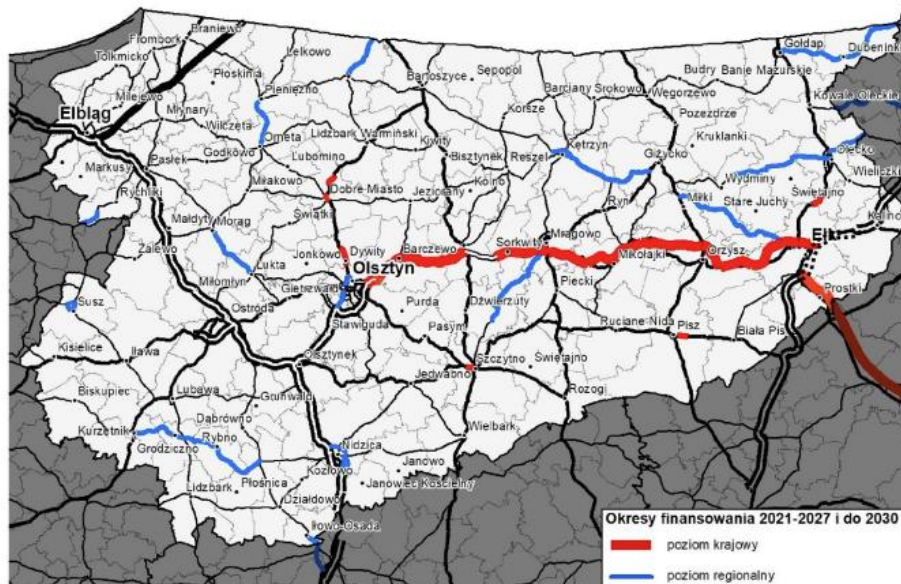 Braniewo
Frombork
Tolkmicko
Lelkowo
Płoskinia
Pieniężno
Bartoszyce
Sępopol
Barciany
Srokowo
Węgorzewo
Budry
Banie Mazurskie
Gołdap
Dubeninki
Elbląg
Milejewo
Młynary
Wilczęta
Orneta
Lidzbark Warmiński
Kiwity
Korsze
Pozezdrze
Kowale Oleckie
Kruklanki
Markusy
Pasłęk
Godkowo
Lubomino
Bisztynek
Reszel
Kętrzyn
Giżycko
Olecko
Wydminy
Wieliczki
Rychliki
Miłakowo
Dobre Miasto
Jeziorany
Kolno
Ryn
Miłki
Stare Juchy
Świętajno
Kalino
Małdyty
Morąg
Świątki
Zalewo
Jonkowo
Dywity
Barczewo
Sorkwity
Mrągowo
Mikołajki
Orzysz
Ełk
Łukta
Olsztyn
Miłomłyn
Gietrzwałd
Piecki
Prostki
Susz
Ostróda
Stawiguda
Purda
Dźwierzuty
Pasym
Ruciane Nida
Pisz
Biała Pis
Kisielice
Iława
Olsztynek
Szczytno
Świętajno
Jedwabno
Rozogi
Biskupiec
Lubawa
Grunwald
Dąbrówno
Kurzętnik
Grodziczno
Rybno
Nidzica
Wielbark
Kozłowo
Janowo
Lidzbark
Płośnica
Janowiec Kościelny
Działdowo
Iłowo-Osada
Okresy finansowania 2021-2027 i do 2030
poziom krajowy
poziom regionalny